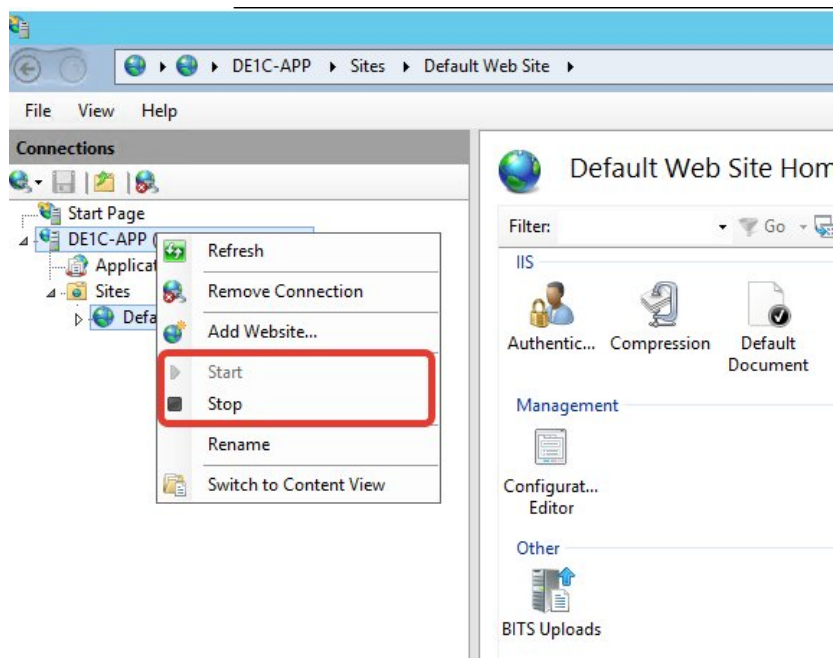 DE1C-APP Sites Default Web Site
File View Help
Connections
Start Page
DE1C-APP (
Applicat
Sites
Defa
Refresh
Remove Connection
Add Website...
Start
Stop
Rename
Switch to Content View
Default Web Site Hom
Filter: Go
IIS
Authentic... Compression Default
Document
Management
Configurat...
Editor
Other
BITS Uploads